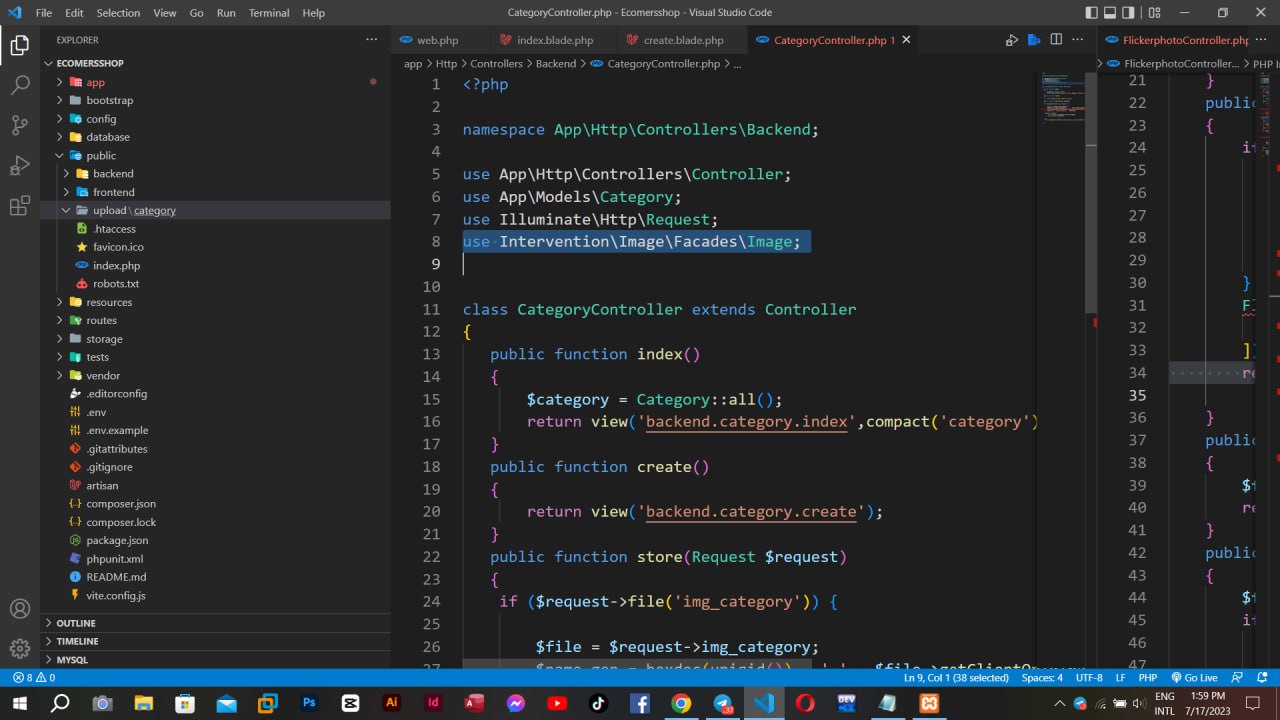 File Edit Selection View Go Run Terminal Help
CategoryController.php - Ecomersshop - Visual Studio Code
EXPLORER
ECOMERSSHOP
app
bootstrap
config
database
public
backend
frontend
upload\category
.htaccess
favicon.ico
index.php
robots.txt
resources
routes
storage
tests
vendor
.editorconfig
.env
.env.example
.gitattributes
.gitignore
artisan
composer.json
composer.lock
package.json
phpunit.xml
README.md
vite.config.js
OUTLINE
TIMELINE
MYSQL
web.php index.blade.php create.blade.php CategoryController.php 1
app > Http > Controllers > Backend > CategoryController.php > ...
1 <?php
2
3 namespace App\Http\Controllers\Backend;
4
5 use App\Http\Controllers\Controller;
6 use App\Models\Category;
7 use Illuminate\Http\Request;
8 use Intervention\Image\Facades\Image;
9
10
11 class CategoryController extends Controller
12 {
13 public function index()
14 {
15 $category = Category::all();
16 return view('backend.category.index',compact('category')
17 }
18 public function create()
19 {
20 return view('backend.category.create');
21 }
22 public function store(Request $request)
23 {
24 if ($request->file('img_category')) {
25
26 $file = $request->img_category;
27
FlickerphotoController.php
FlickerphotoController... > PHP
21 }
22 public
23 {
24
25
26
27
28
29
30 }
31
32
33 ]
34
35
36 }
37 public
38 {
39
40
41 }
42 public
43 {
44
45
46
47
8 0
Ln 9, Col 1 (38 selected) Spaces: 4 UTF-8 LF PHP Go Live
Ps Ai Id
ENG
INTL
1:59 PM
7/17/2023